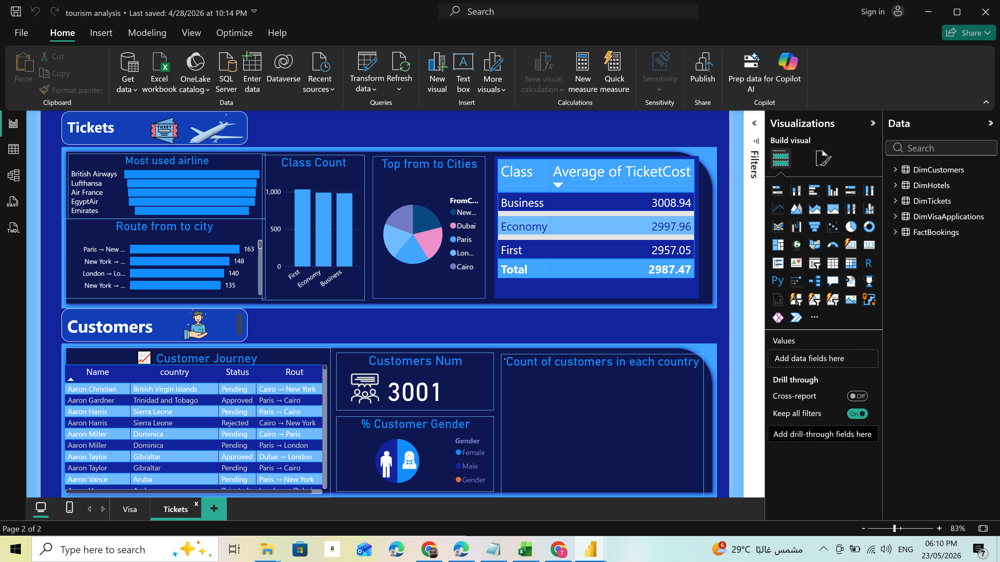 tourism analysis • Last saved: 4/28/2026 at 10:14 PM
Search
Sign in
File Home Insert Modeling View Optimize Help
Share
Paste
Cut
Copy
Format painter
Clipboard
Get data
Excel workbook
OneLake catalog
SQL Server
Enter data
Dataverse
Recent sources
Data
Transform data
Refresh
Queries
New visual
Text box
More visuals
Insert
New visual calculation
New measure
Quick measure
Calculations
Sensitivity
Sensitivity
Publish
Share
Prep data for AI
Copilot
Copilot
DAX
TMDL
Tickets
TICKET
Most used airline
British Airways
Lufthansa
Air France
EgyptAir
Emirates
Route from to city
Rout
Paris → New ... 163
New York → ... 148
London → Lo... 140
New York → ... 135
Class Count
1,000
500
0
First
Economy
Business
Top from to Cities
FromC...
New...
Dubai
Paris
Lon...
Cairo
Class Average of TicketCost
Business 3008.94
Economy 2997.96
First 2957.05
Total 2987.47
Customers
Customer Journey
Name country Status Rout
Aaron Christian British Virgin Islands Pending Cairo → New York
Aaron Gardner Trinidad and Tobago Approved Paris → Cairo
Aaron Harris Sierra Leone Pending Paris → Cairo
Aaron Harris Sierra Leone Rejected Cairo → New York
Aaron Miller Dominica Pending Cairo → Paris
Aaron Miller Dominica Pending Paris → London
Aaron Taylor Gibraltar Approved Dubai → London
Aaron Taylor Gibraltar Pending Paris → Cairo
Aaron Vance Aruba Pending Paris → New York
Customers Num
3001
% Customer Gender
Gender
Female
Male
Gender
Count of customers in each country
Filters
Visualizations
Build visual
123
123
R
Py
Values
Add data fields here
Drill through
Cross-report Off
Keep all filters On
Add drill-through fields here
Data
Search
DimCustomers
DimHotels
DimTickets
DimVisaApplications
FactBookings
Visa
Tickets x
+
Page 2 of 2
- + 83%
Type here to search
a
T
6
29°C مشمس غالبًا
ENG
06:10 PM
23/05/2026
7